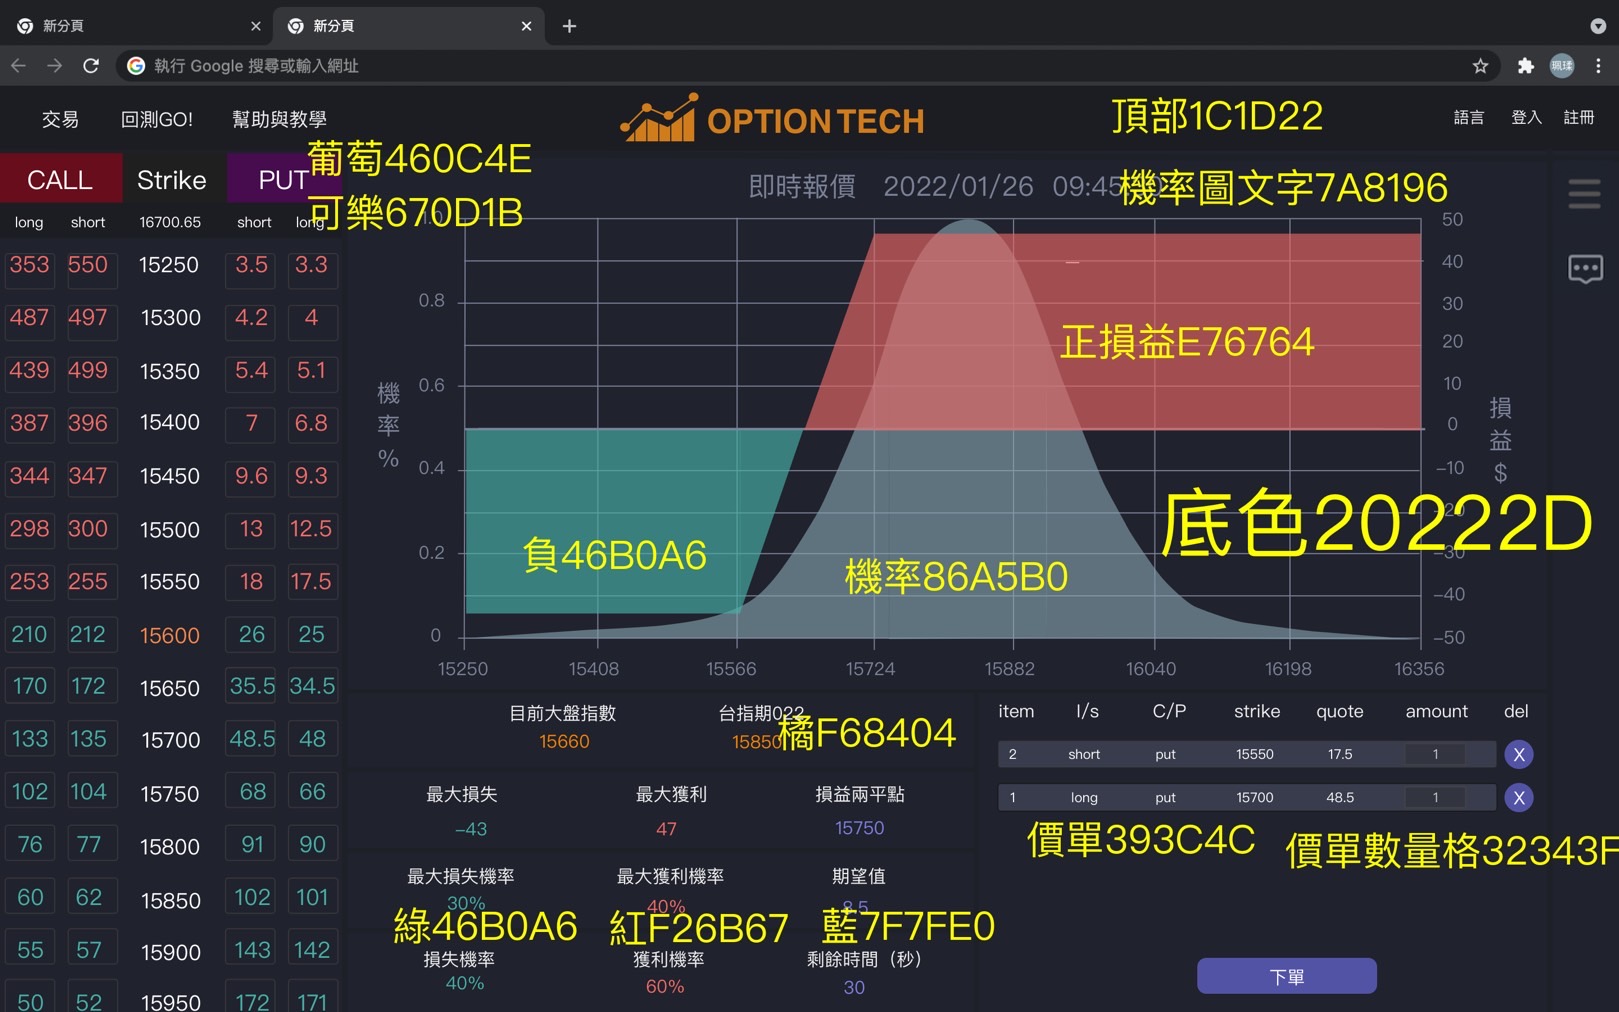 新分頁
新分頁
執行 Google 搜尋或輸入網址
珮瑈
交易 回測GO! 幫助與教學
OPTION TECH
頂部1C1D22
語言 登入 註冊
葡萄460C4E
可樂670D1B
CALL Strike PUT
long short 16700.65 short long
353 550 15250 3.5 3.3
487 497 15300 4.2 4
439 499 15350 5.4 5.1
387 396 15400 7 6.8
344 347 15450 9.6 9.3
298 300 15500 13 12.5
253 255 15550 18 17.5
210 212 15600 26 25
170 172 15650 35.5 34.5
133 135 15700 48.5 48
102 104 15750 68 66
76 77 15800 91 90
60 62 15850 102 101
55 57 15900 143 142
50 52 15950 172 171
即時報價 2022/01/26 09:45
機率圖文字7A8196
1.0
0.8
0.6
0.4
0.2
0
機率%
50
40
30
20
10
0
–10
–20
–30
–40
–50
損益$
正損益E76764
底色20222D
負46B0A6
機率86A5B0
15250 15408 15566 15724 15882 16040 16198 16356
目前大盤指數 台指期022
15660 15850
橘F68404
最大損失 最大獲利 損益兩平點
–43 47 15750
最大損失機率 最大獲利機率 期望值
30% 40% 8.5
綠46B0A6 紅F26B67 藍7F7FE0
損失機率 獲利機率 剩餘時間（秒）
40% 60% 30
item l/s C/P strike quote amount del
2 short put 15550 17.5 1 X
1 long put 15700 48.5 1 X
價單393C4C 價單數量格32343F
下單